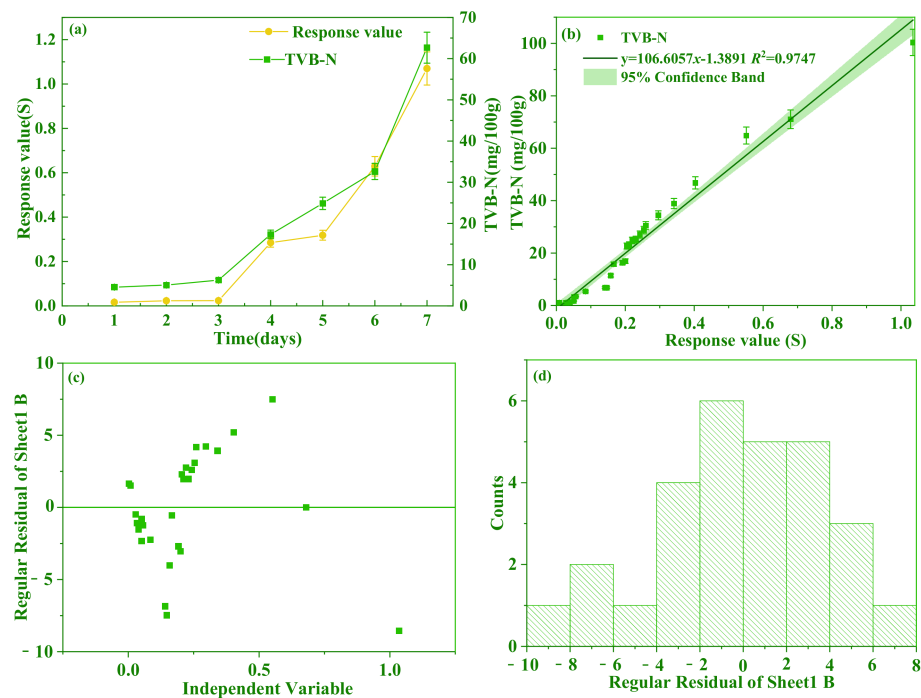 (a)
Response value
TVB-N
Response value(S)
0.0
0.2
0.4
0.6
0.8
1.0
1.2
TVB-N(mg/100g)
0
10
20
30
40
50
60
70
0 1 2 3 4 5 6 7
Time(days)
(b)
TVB-N
y=106.6057x-1.3891 R²=0.9747
95% Confidence Band
TVB-N (mg/100g)
0
20
40
60
80
100
0.0 0.2 0.4 0.6 0.8 1.0
Response value (S)
(c)
Regular Residual of Sheet1 B
10
5
0
- 5
- 10
0.0 0.5 1.0
Independent Variable
(d)
Counts
0
2
4
6
- 10 - 8 - 6 - 4 - 2 0 2 4 6 8
Regular Residual of Sheet1 B